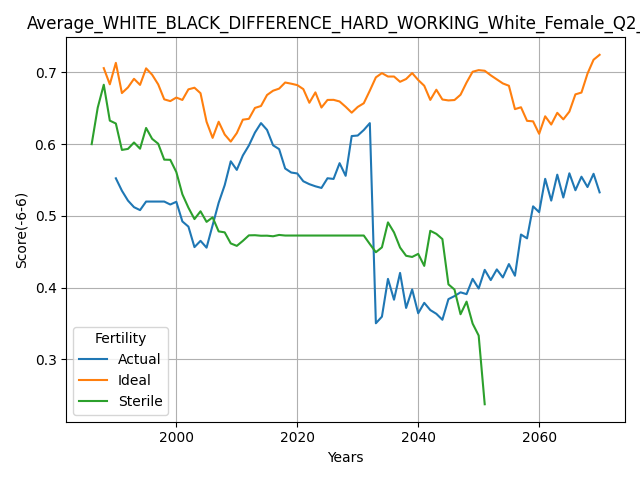 Average_WHITE_BLACK_DIFFERENCE_HARD_WORKING_White_Female_Q2_
0.7
0.6
0.5
0.4
0.3
Score(-6-6)
Fertility
Actual
Ideal
Sterile
2000 2020 2040 2060
Years